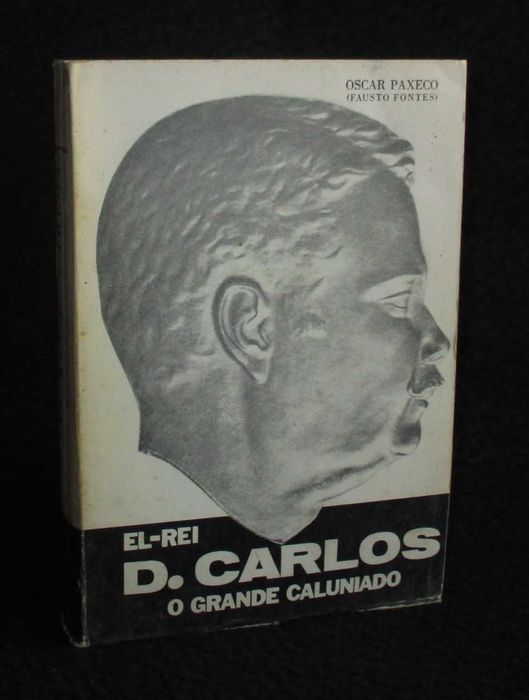 OSCAR PAXECO
(FAUSTO FONTES)
EL-REI
D. CARLOS
O GRANDE CALUNIADO